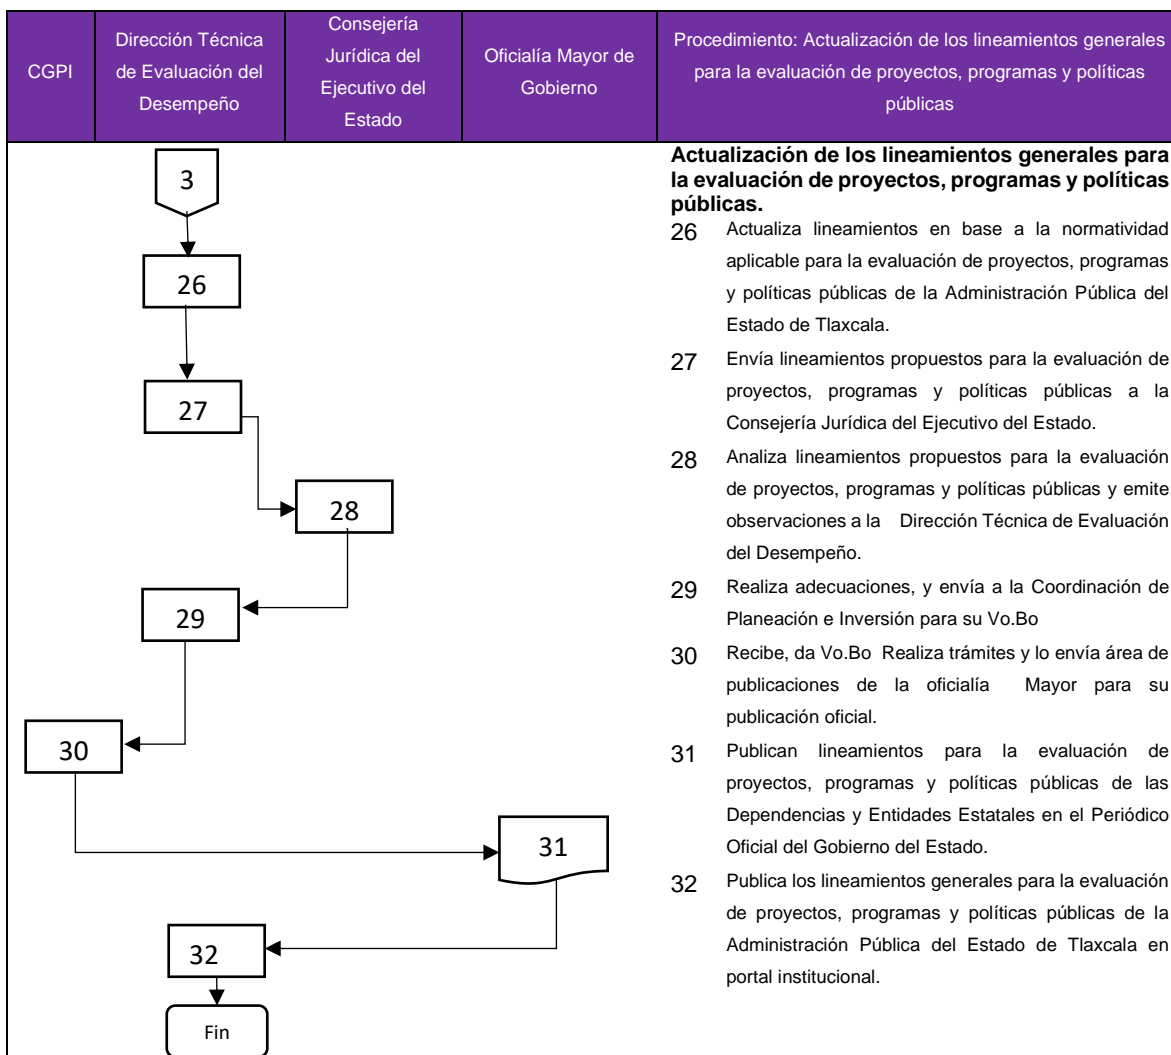 CGPI
Dirección Técnica
de Evaluación del
Desempeño
Consejería
Jurídica del
Ejecutivo del
Estado
Oficialía Mayor de
Gobierno
Procedimiento: Actualización de los lineamientos generales
para la evaluación de proyectos, programas y políticas
públicas
3
26
27
28
29
30
31
32
Fin
Actualización de los lineamientos generales para
la evaluación de proyectos, programas y políticas
públicas.
26 Actualiza lineamientos en base a la normatividad
aplicable para la evaluación de proyectos, programas
y políticas públicas de la Administración Pública del
Estado de Tlaxcala.
27 Envía lineamientos propuestos para la evaluación de
proyectos, programas y políticas públicas a la
Consejería Jurídica del Ejecutivo del Estado.
28 Analiza lineamientos propuestos para la evaluación
de proyectos, programas y políticas públicas y emite
observaciones a la Dirección Técnica de Evaluación
del Desempeño.
29 Realiza adecuaciones, y envía a la Coordinación de
Planeación e Inversión para su Vo.Bo
30 Recibe, da Vo.Bo Realiza trámites y lo envía área de
publicaciones de la oficialía Mayor para su
publicación oficial.
31 Publican lineamientos para la evaluación de
proyectos, programas y políticas públicas de las
Dependencias y Entidades Estatales en el Periódico
Oficial del Gobierno del Estado.
32 Publica los lineamientos generales para la evaluación
de proyectos, programas y políticas públicas de la
Administración Pública del Estado de Tlaxcala en
portal institucional.